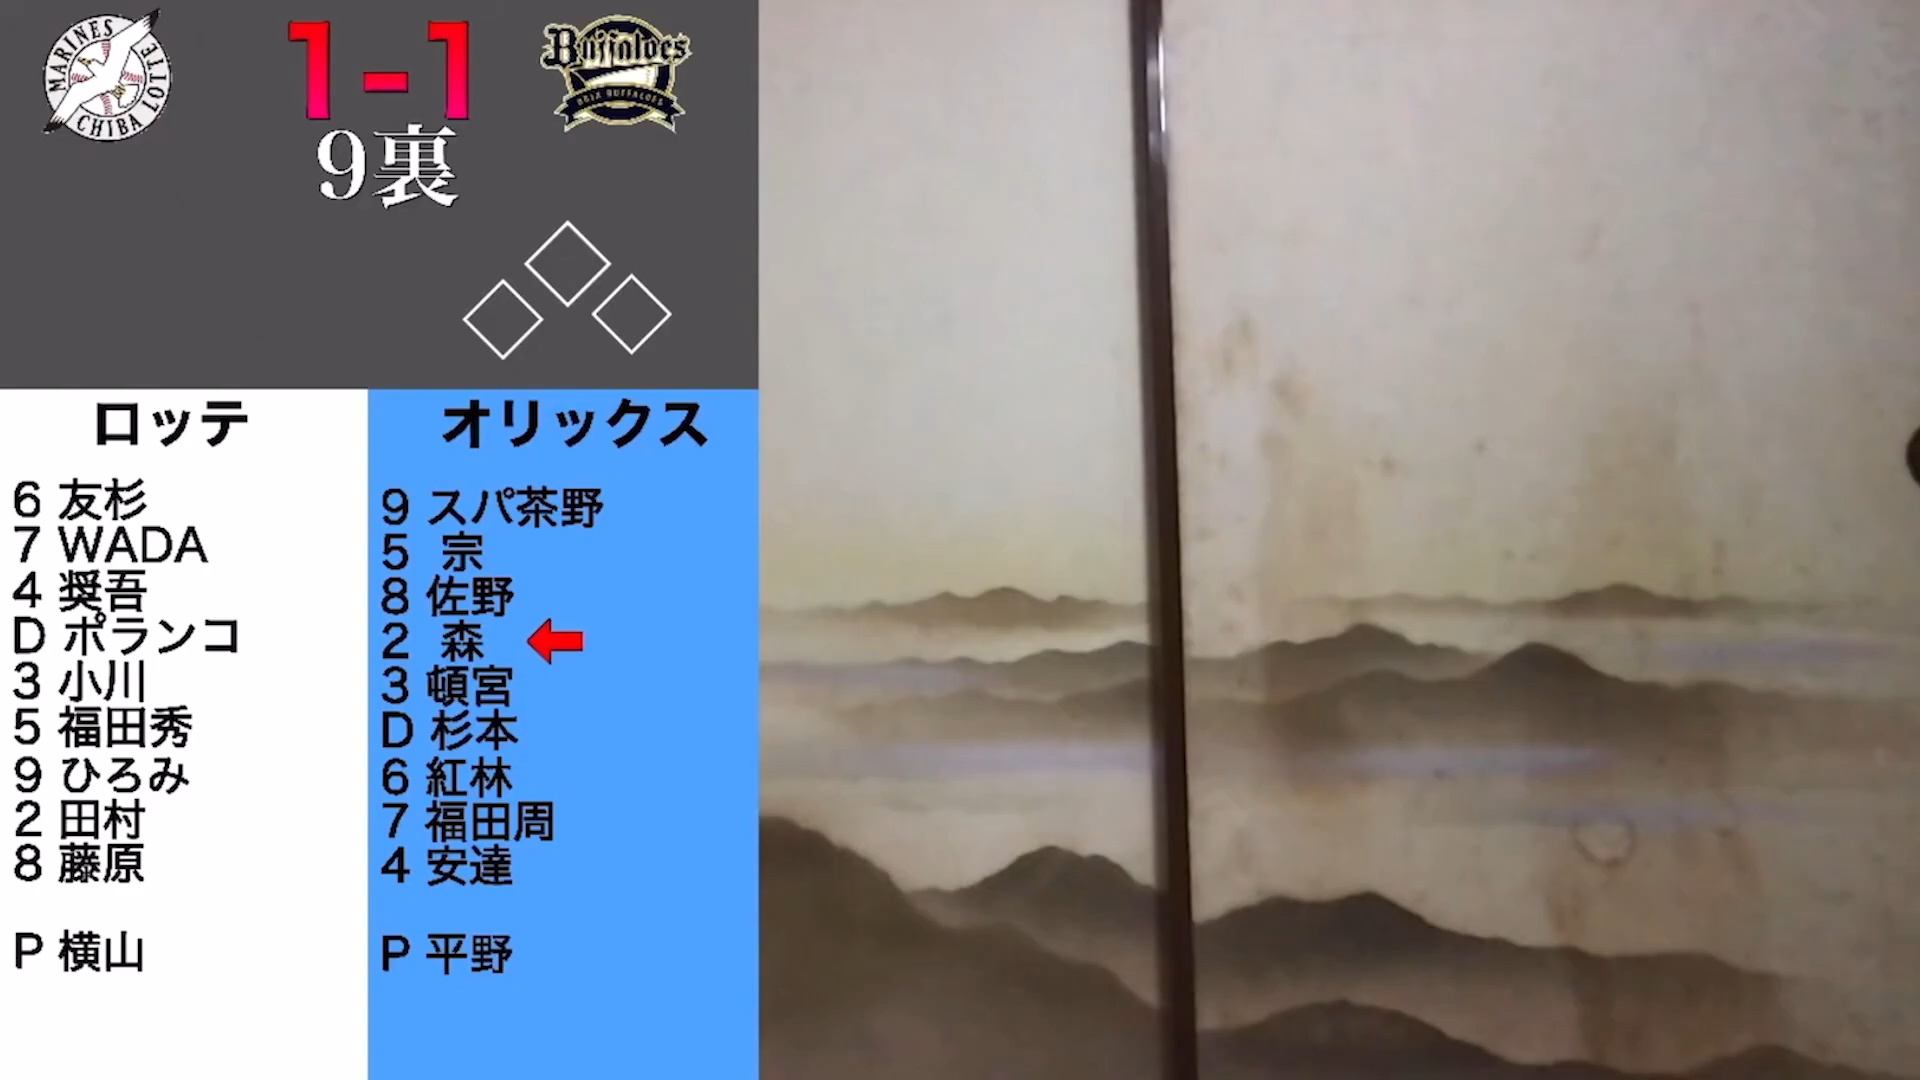 MARINES
CHIBA LOTTE
1-1
Buffaloes
ORIX BUFFALOES
9裏
ロッテ
6 友杉
7 WADA
4 奨吾
D ポランコ
3 小川
5 福田秀
9 ひろみ
2 田村
8 藤原
P 横山
オリックス
9 スパ茶野
5 宗
8 佐野
2 森
3 頓宮
D 杉本
6 紅林
7 福田周
4 安達
P 平野